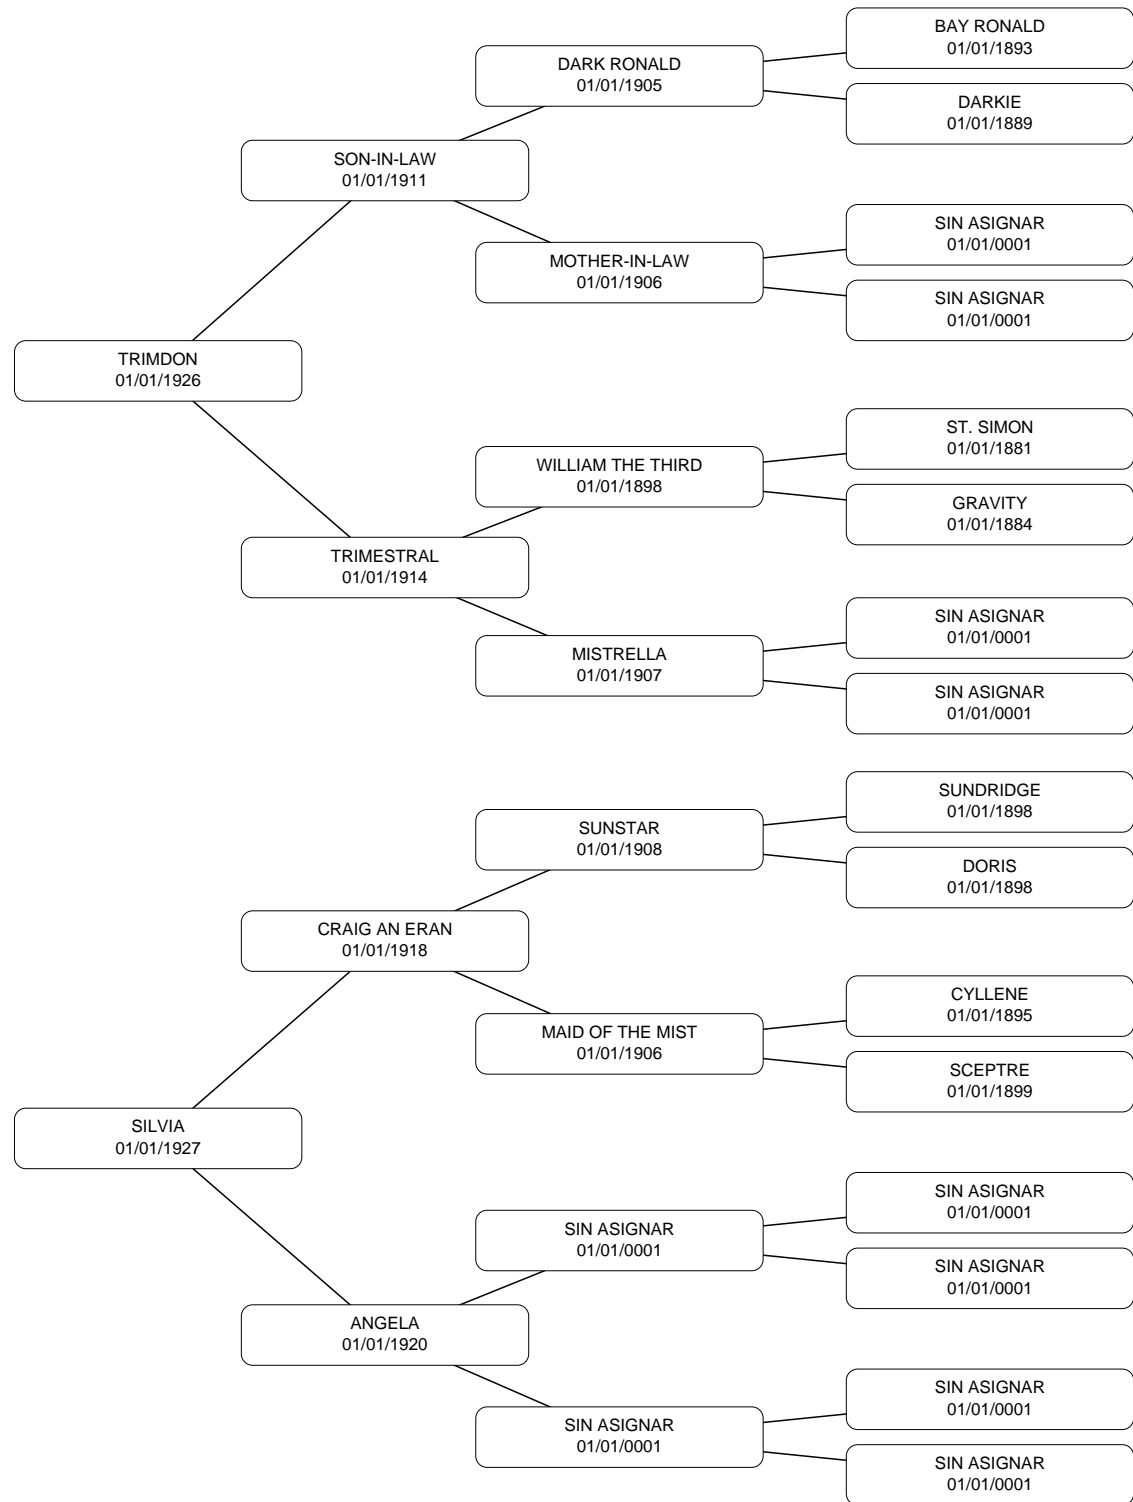 BAY RONALD
01/01/1893
DARK RONALD
01/01/1905
DARKIE
01/01/1889
SON-IN-LAW
01/01/1911
SIN ASIGNAR
01/01/0001
MOTHER-IN-LAW
01/01/1906
SIN ASIGNAR
01/01/0001
TRIMDON
01/01/1926
ST. SIMON
01/01/1881
WILLIAM THE THIRD
01/01/1898
GRAVITY
01/01/1884
TRIMESTRAL
01/01/1914
SIN ASIGNAR
01/01/0001
MISTRELLA
01/01/1907
SIN ASIGNAR
01/01/0001
SUNDRIDGE
01/01/1898
SUNSTAR
01/01/1908
DORIS
01/01/1898
CRAIG AN ERAN
01/01/1918
CYLLENE
01/01/1895
MAID OF THE MIST
01/01/1906
SCEPTRE
01/01/1899
SILVIA
01/01/1927
SIN ASIGNAR
01/01/0001
SIN ASIGNAR
01/01/0001
SIN ASIGNAR
01/01/0001
ANGELA
01/01/1920
SIN ASIGNAR
01/01/0001
SIN ASIGNAR
01/01/0001
SIN ASIGNAR
01/01/0001